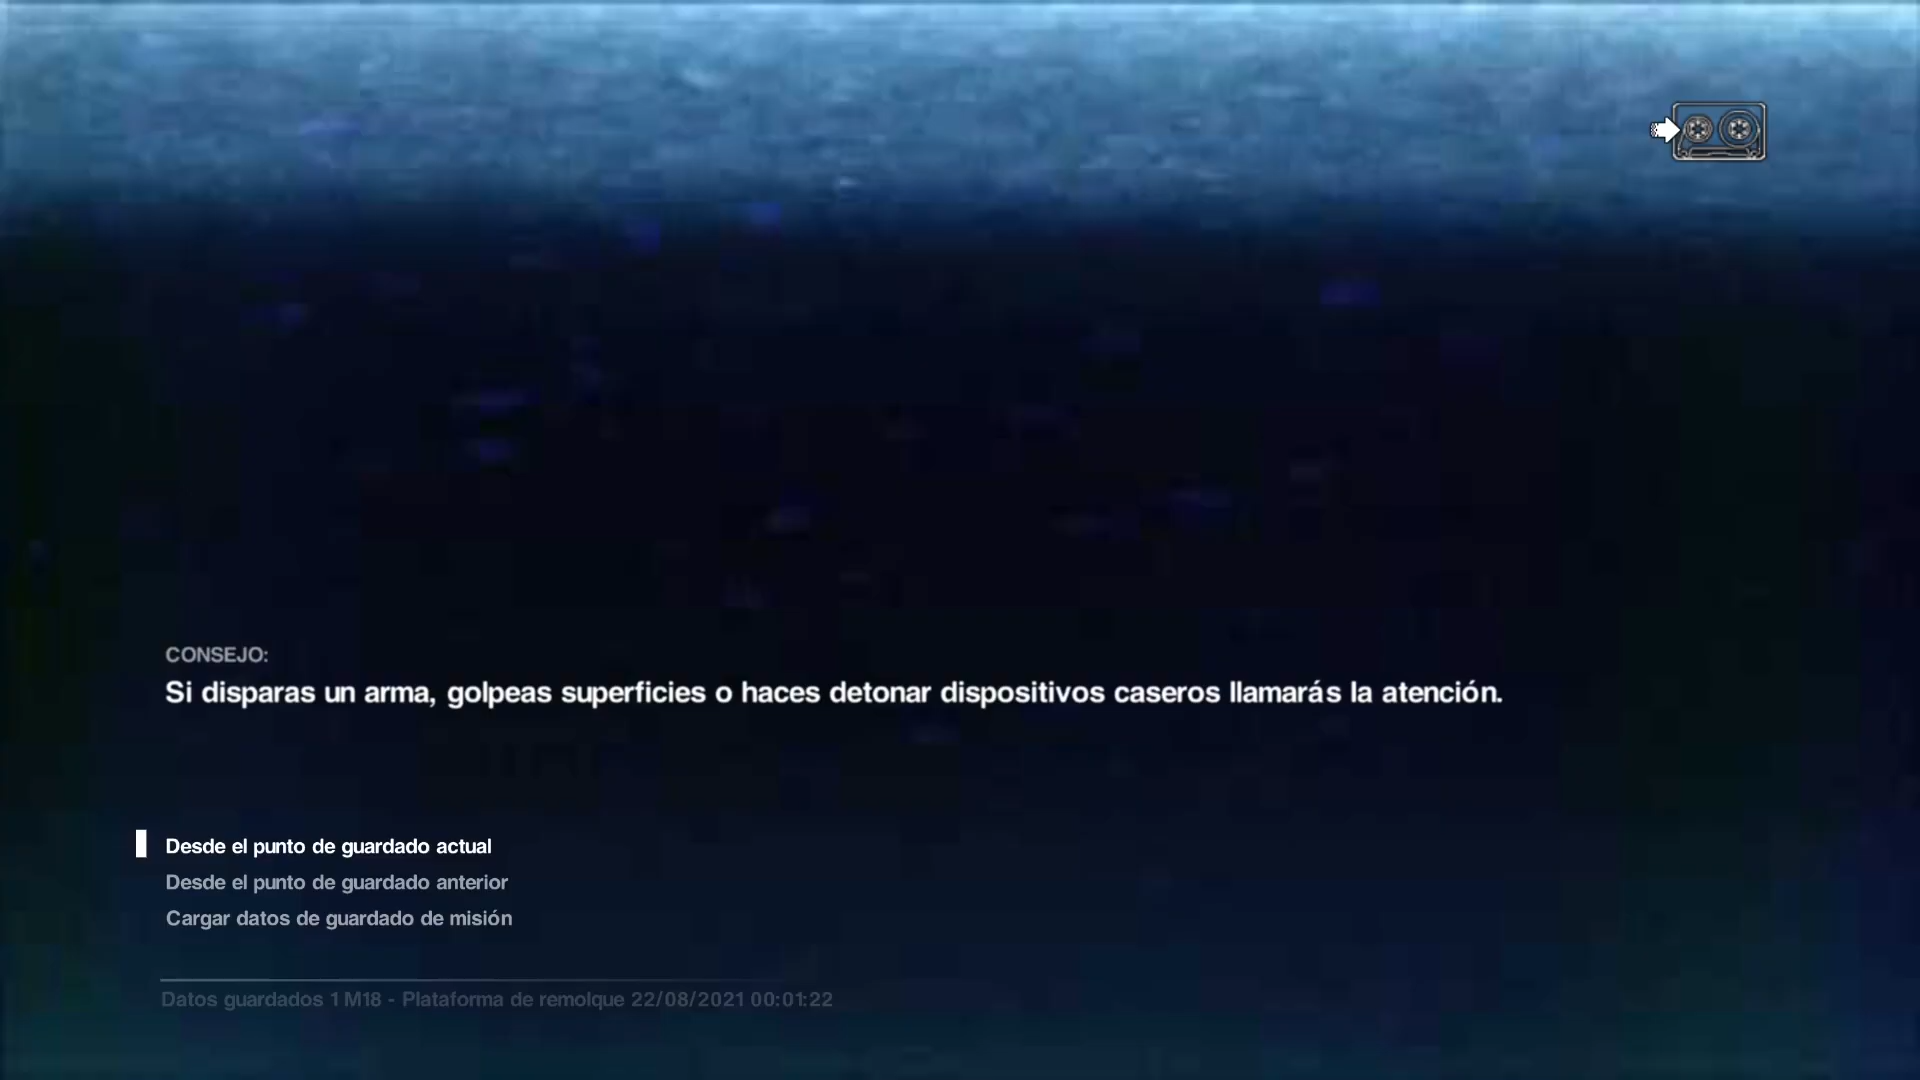 CONSEJO:
Si disparas un arma, golpeas superficies o haces detonar dispositivos caseros llamarás la atención.
Desde el punto de guardado actual
Desde el punto de guardado anterior
Cargar datos de guardado de misión
Datos guardados 1 M18 - Plataforma de remolque 22/08/2021 00:01:22